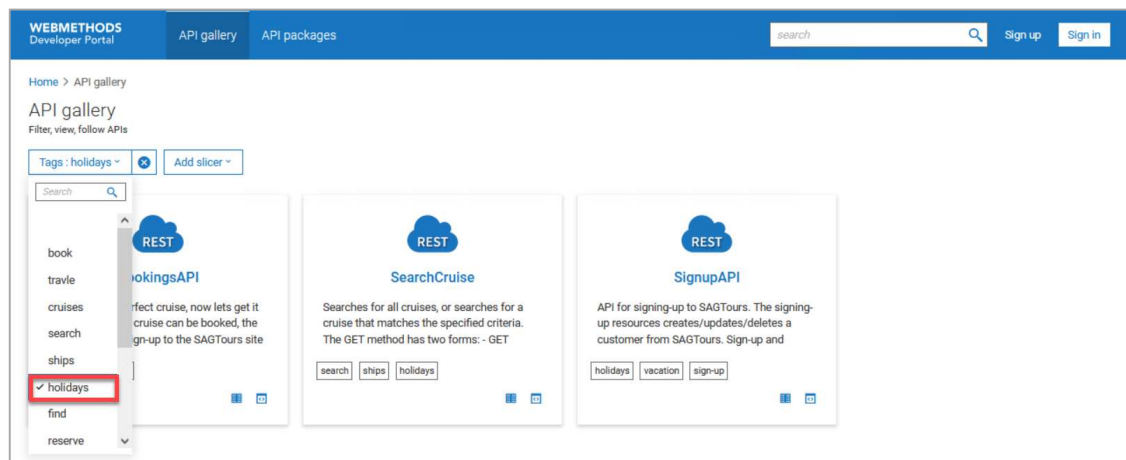 WEBMETHODS
Developer Portal
API gallery
API packages
search
Sign up
Sign in
Home > API gallery
API gallery
Filter, view, follow APIs
Tags : holidays
Add slicer
Search
book
travle
cruises
search
ships
holidays
find
reserve
REST
cruise, now lets get it
cruise can be booked, the
to the SAGTours site
REST
SearchCruise
Searches for all cruises, or searches for a
cruise that matches the specified criteria.
The GET method has two forms: - GET
search ships holidays
REST
SignupAPI
API for signing-up to SAGTours. The signing-
up resources creates/updates/deletes a
customer from SAGTours. Sign-up and
holidays vacation sign-up